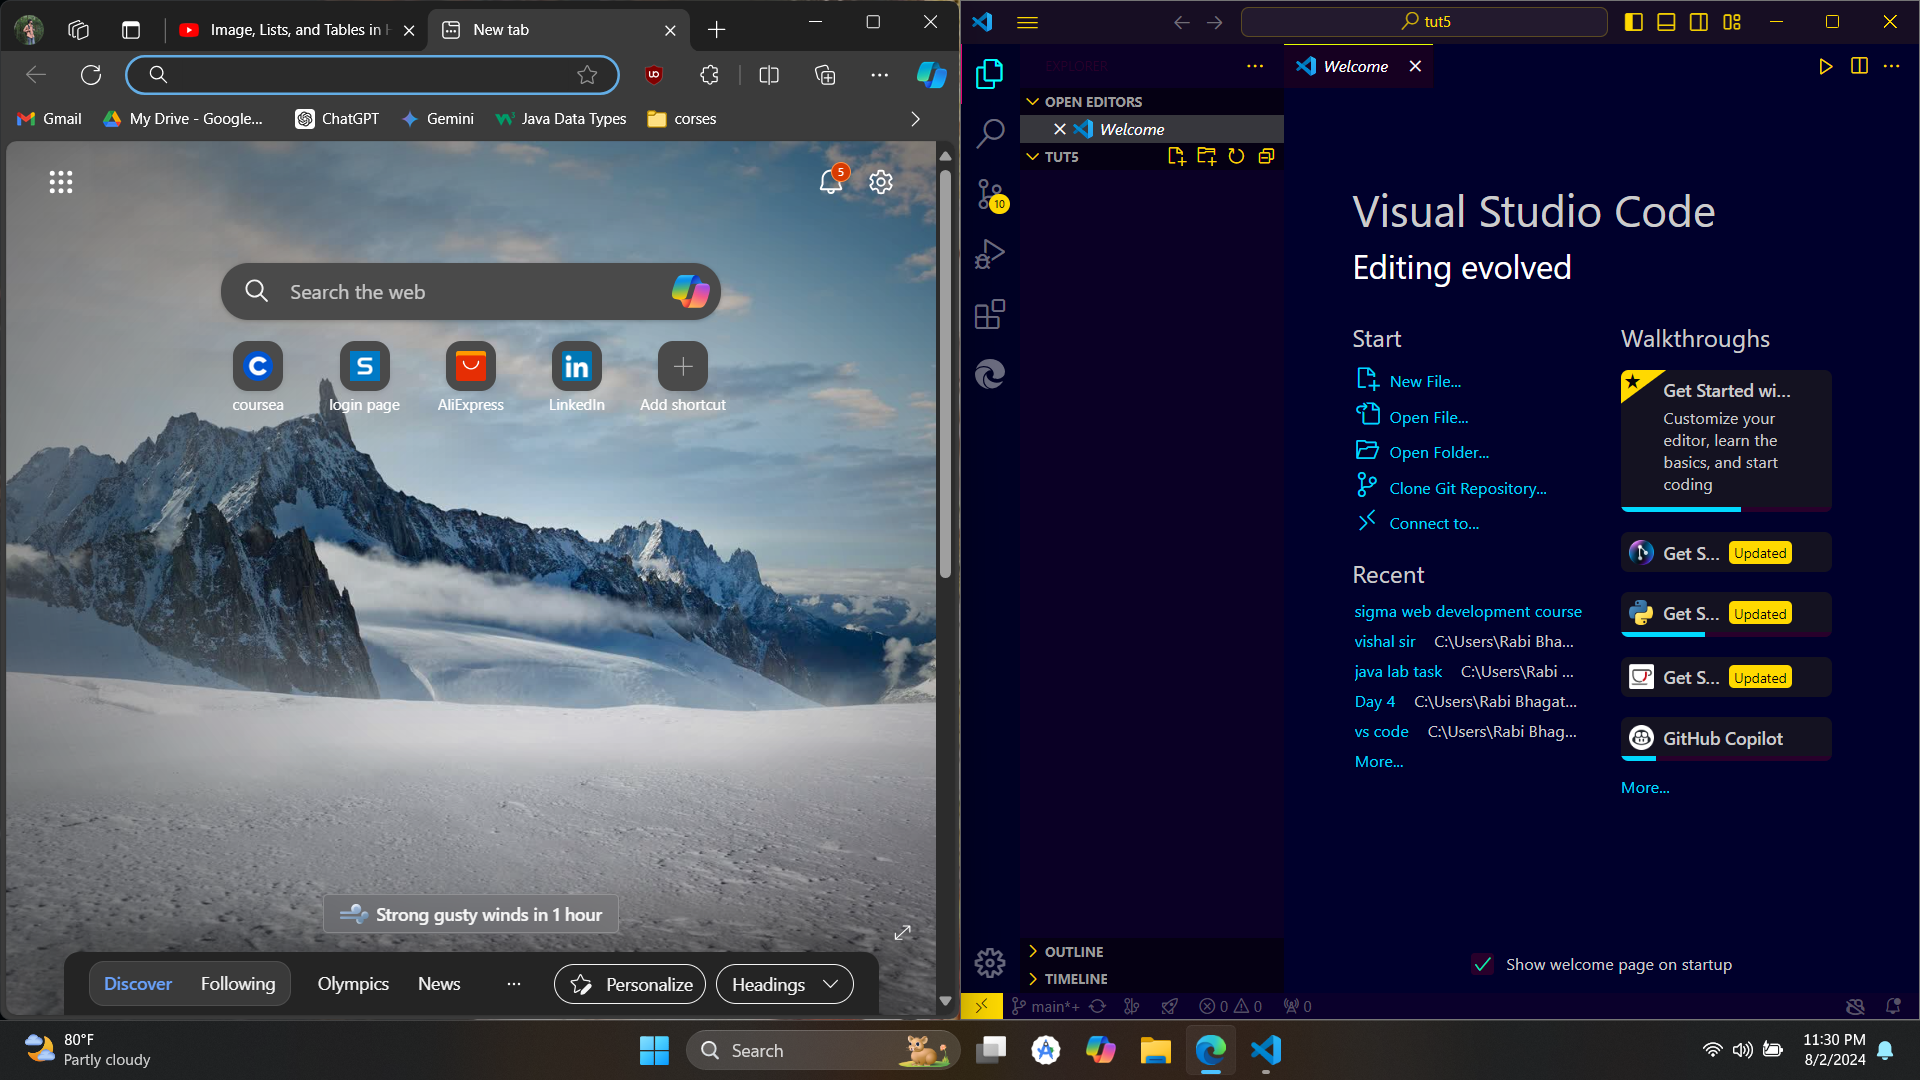 Image, Lists, and Tables in H
New tab
Gmail
My Drive - Google...
ChatGPT
Gemini
Java Data Types
corses
5
Search the web
coursea
login page
AliExpress
LinkedIn
Add shortcut
Strong gusty winds in 1 hour
Discover
Following
Olympics
News
...
Personalize
Headings
tut5
EXPLORER
Welcome
OPEN EDITORS
Welcome
TUT5
10
Visual Studio Code
Editing evolved
Start
New File...
Open File...
Open Folder...
Clone Git Repository...
Connect to...
Recent
sigma web development course
vishal sir C:\Users\Rabi Bha...
java lab task C:\Users\Rabi ...
Day 4 C:\Users\Rabi Bhagat...
vs code C:\Users\Rabi Bhag...
More...
Walkthroughs
Get Started wi...
Customize your
editor, learn the
basics, and start
coding
Get S... Updated
Get S... Updated
Get S... Updated
GitHub Copilot
More...
Show welcome page on startup
OUTLINE
TIMELINE
main*+
0 0
0
80°F
Partly cloudy
Search
11:30 PM
8/2/2024